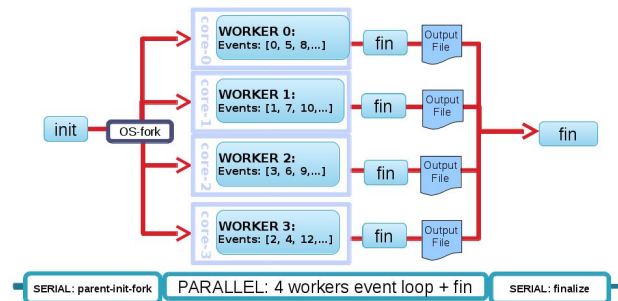 init
OS-fork
core-0
WORKER 0:
Events: [0, 5, 8,...]
fin
Output
File
core-1
WORKER 1:
Events: [1, 7, 10,...]
fin
Output
File
core-2
WORKER 2:
Events: [3, 6, 9,...]
fin
Output
File
core-3
WORKER 3:
Events: [2, 4, 12,...]
fin
Output
File
fin
SERIAL: parent-init-fork
PARALLEL: 4 workers event loop + fin
SERIAL: finalize